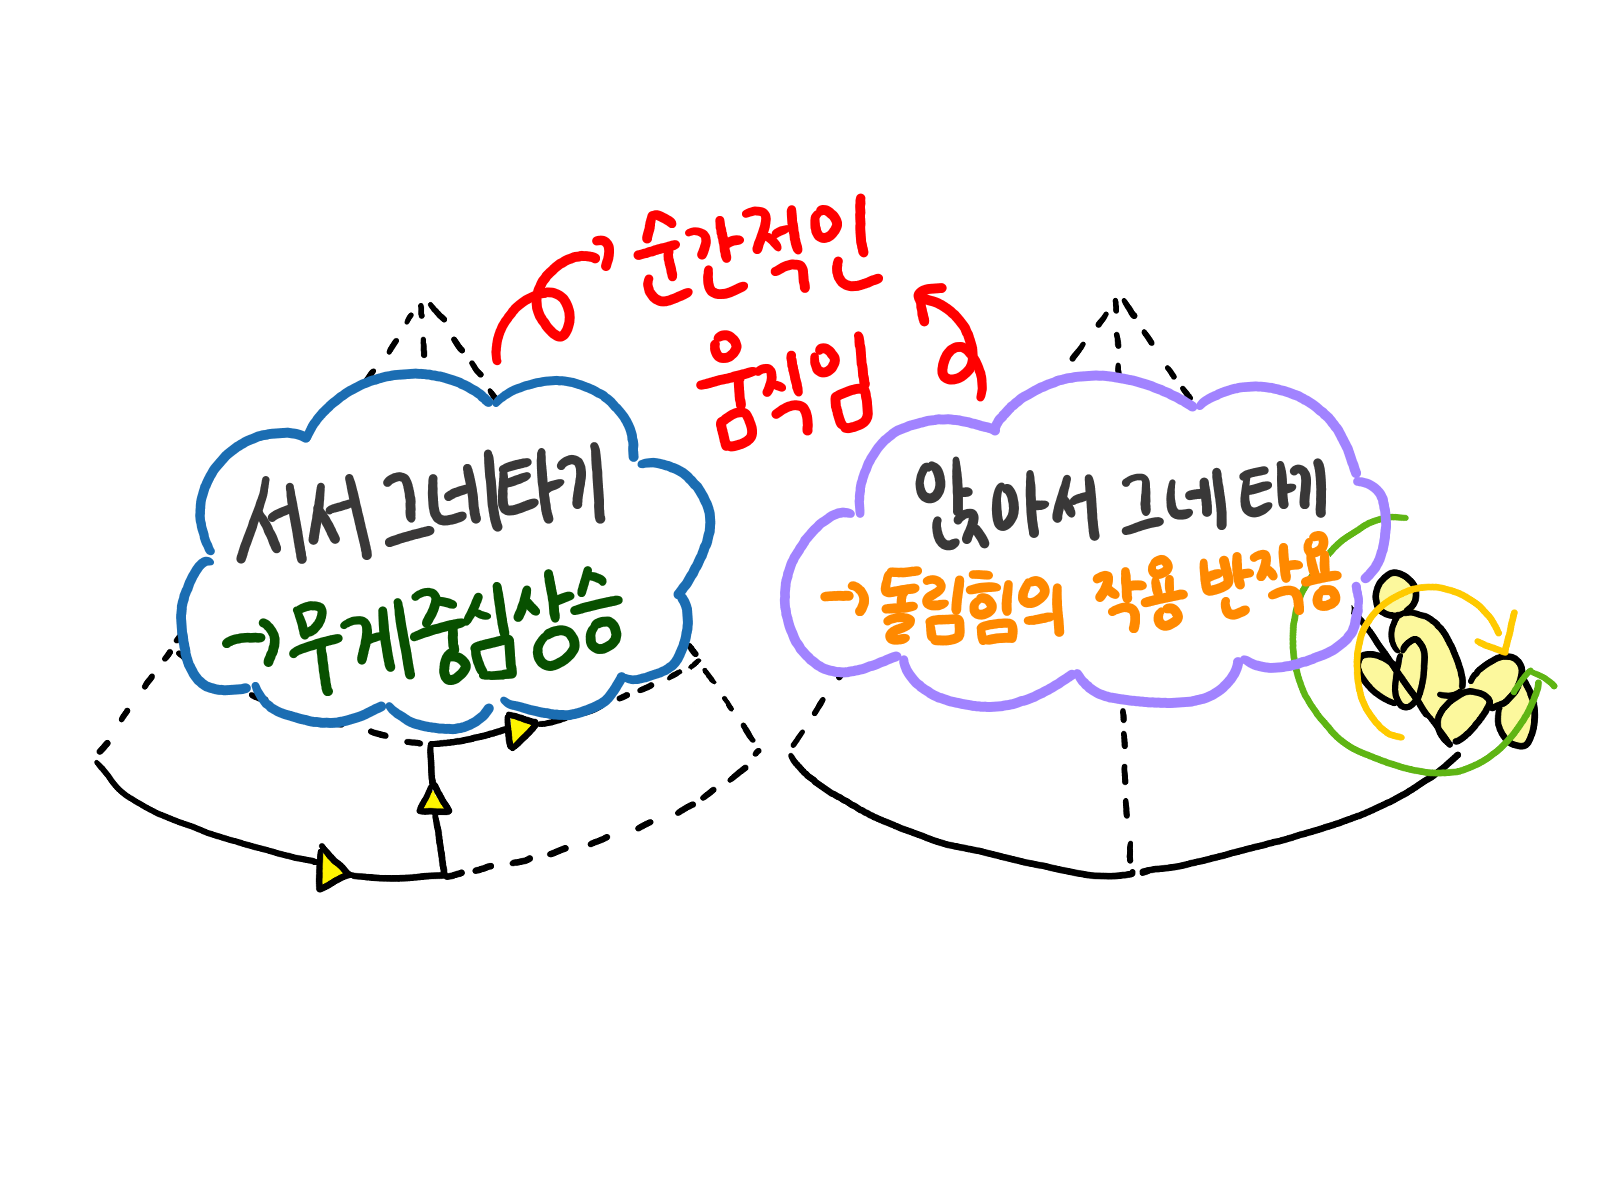 순간적인
움직임
서서 그네타기
→무게중심상승
앉아서 그네 타기
→돌림힘의 작용 반작용